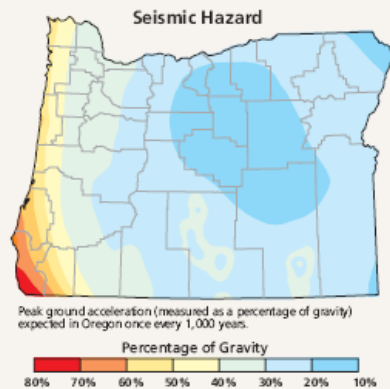 Seismic Hazard
Peak ground acceleration (measured as a percentage of gravity)
expected in Oregon once every 1,000 years.
Percentage of Gravity
80% 70% 60% 50% 40% 30% 20% 10%